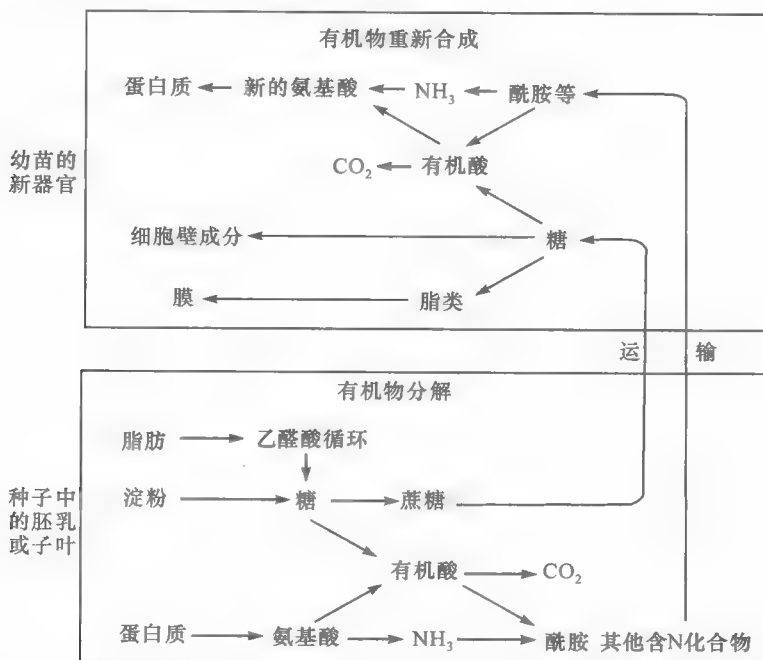 有机物重新合成
蛋白质 新的氨基酸 NH₃ 酰胺等
幼苗的
新器官
CO₂ 有机酸
细胞壁成分 糖
膜 脂类
运 输
有机物分解
脂肪 乙醛酸循环
种子中
的胚乳
或子叶
淀粉 糖 蔗糖
有机酸 CO₂
蛋白质 氨基酸 NH₃ 酰胺 其他含N化合物